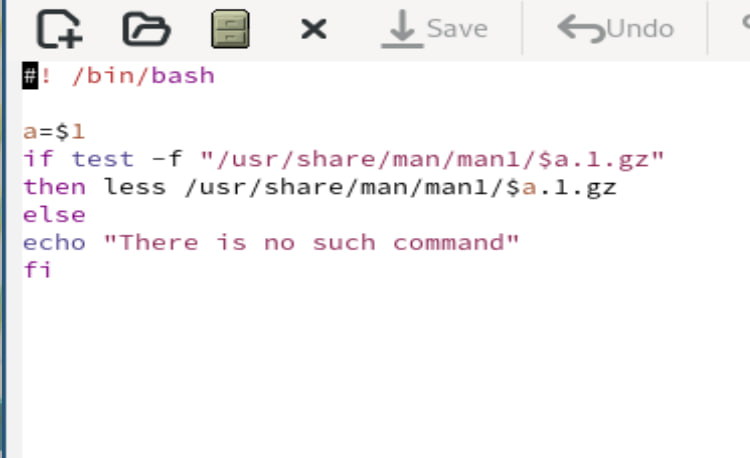 Save Undo
#! /bin/bash
a=$1
if test -f "/usr/share/man/man1/$a.1.gz"
then less /usr/share/man/man1/$a.1.gz
else
echo "There is no such command"
fi